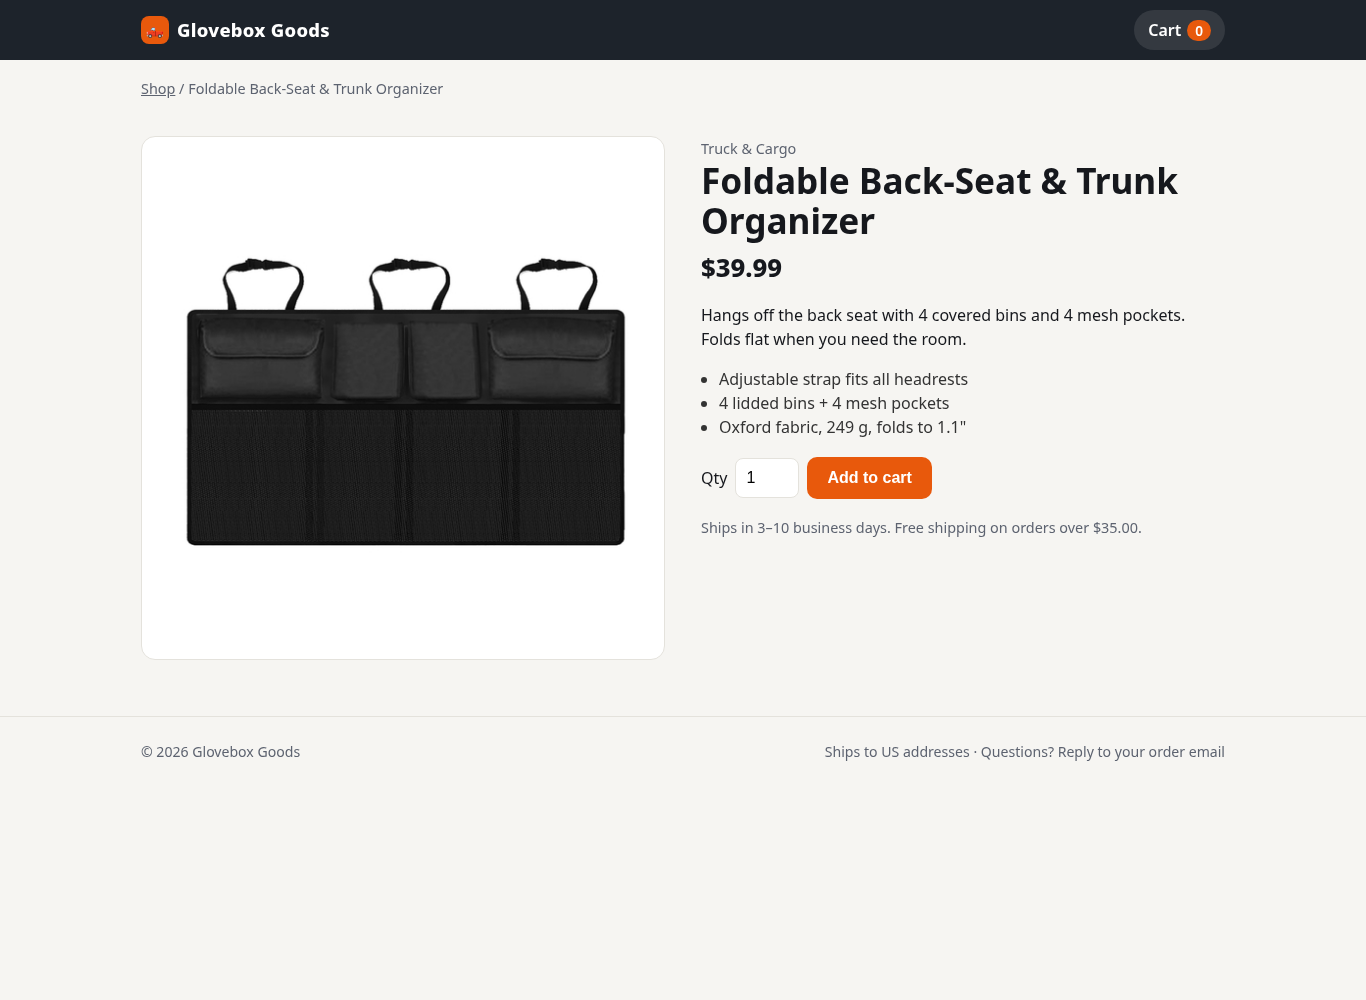 Glovebox Goods
Cart 0
Shop / Foldable Back-Seat & Trunk Organizer
Truck & Cargo
Foldable Back-Seat & Trunk
Organizer
$39.99
Hangs off the back seat with 4 covered bins and 4 mesh pockets.
Folds flat when you need the room.
Adjustable strap fits all headrests
4 lidded bins + 4 mesh pockets
Oxford fabric, 249 g, folds to 1.1"
Qty 1 Add to cart
Ships in 3–10 business days. Free shipping on orders over $35.00.
© 2026 Glovebox Goods
Ships to US addresses · Questions? Reply to your order email